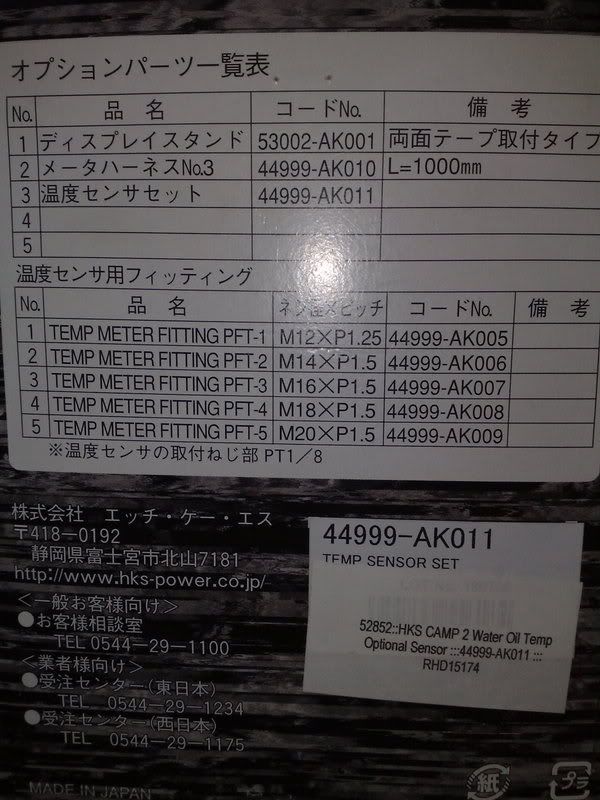 オプションパーツ一覧表
No. 品名 コードNo. 備考
1 ディスプレイスタンド 53002-AK001 両面テープ取付タイプ
2 メータハーネスNo.3 44999-AK010 L=1000mm
3 温度センサセット 44999-AK011
4
5
温度センサ用フィッティング
No. 品名 ネジ径×ピッチ コードNo. 備考
1 TEMP METER FITTING PFT-1 M12×P1.25 44999-AK005
2 TEMP METER FITTING PFT-2 M14×P1.5 44999-AK006
3 TEMP METER FITTING PFT-3 M16×P1.5 44999-AK007
4 TEMP METER FITTING PFT-4 M18×P1.5 44999-AK008
5 TEMP METER FITTING PFT-5 M20×P1.5 44999-AK009
※温度センサの取付ねじ部 PT1/8
株式会社 エッチ・ケー・エス
〒418-0192
静岡県富士宮市北山7181
http://www.hks-power.co.jp/
<一般お客様向け>
●お客様相談室
TEL 0544-29-1100
<業者様向け>
●受注センター(東日本)
TEL 0544-29-1234
●受注センター(西日本)
TEL 0544-29-1175
MADE IN JAPAN
44999-AK011
TEMP SENSOR SET
52852::HKS CAMP 2 Water Oil Temp
Optional Sensor :::44999-AK011 :::
RHD15174
紙
プラ